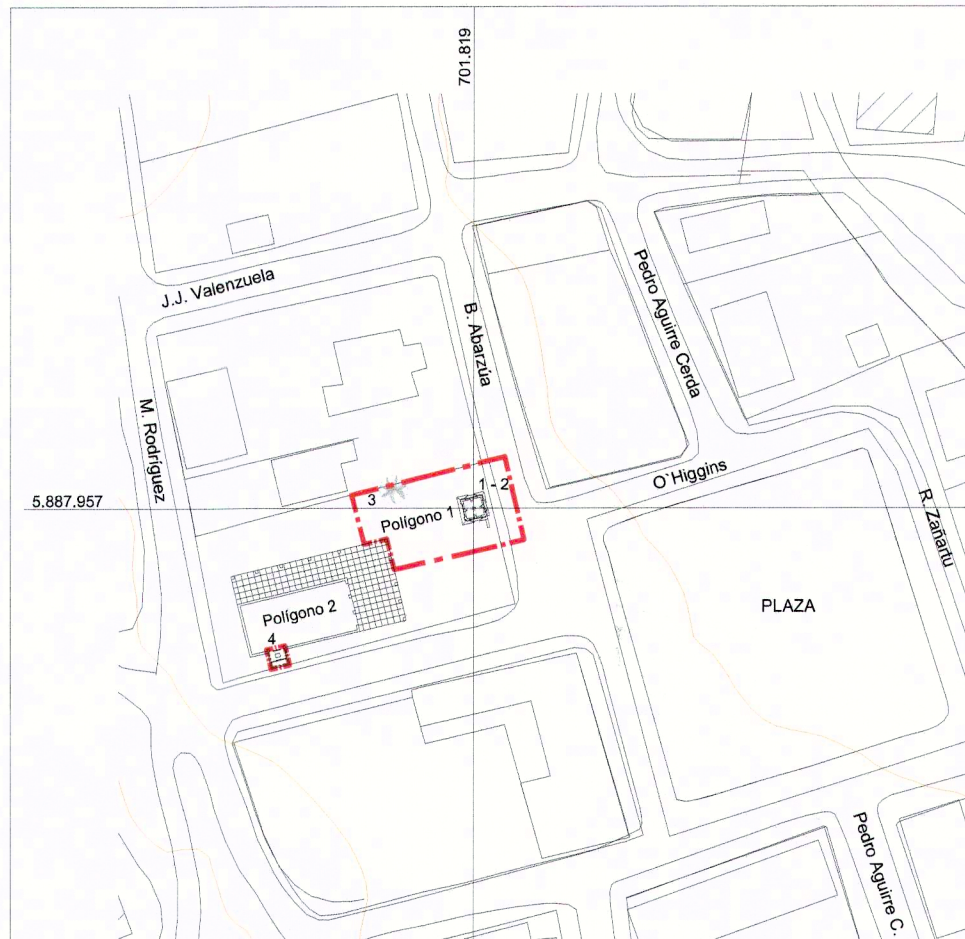 701.819
J.J. Valenzuela
B. Abarzúa
Pedro Aguirre Cerda
M. Rodríguez
O`Higgins
R. Zañartu
5.887.957
3
1 - 2
Polígono 1
Polígono 2
4
PLAZA
Pedro Aguirre C.